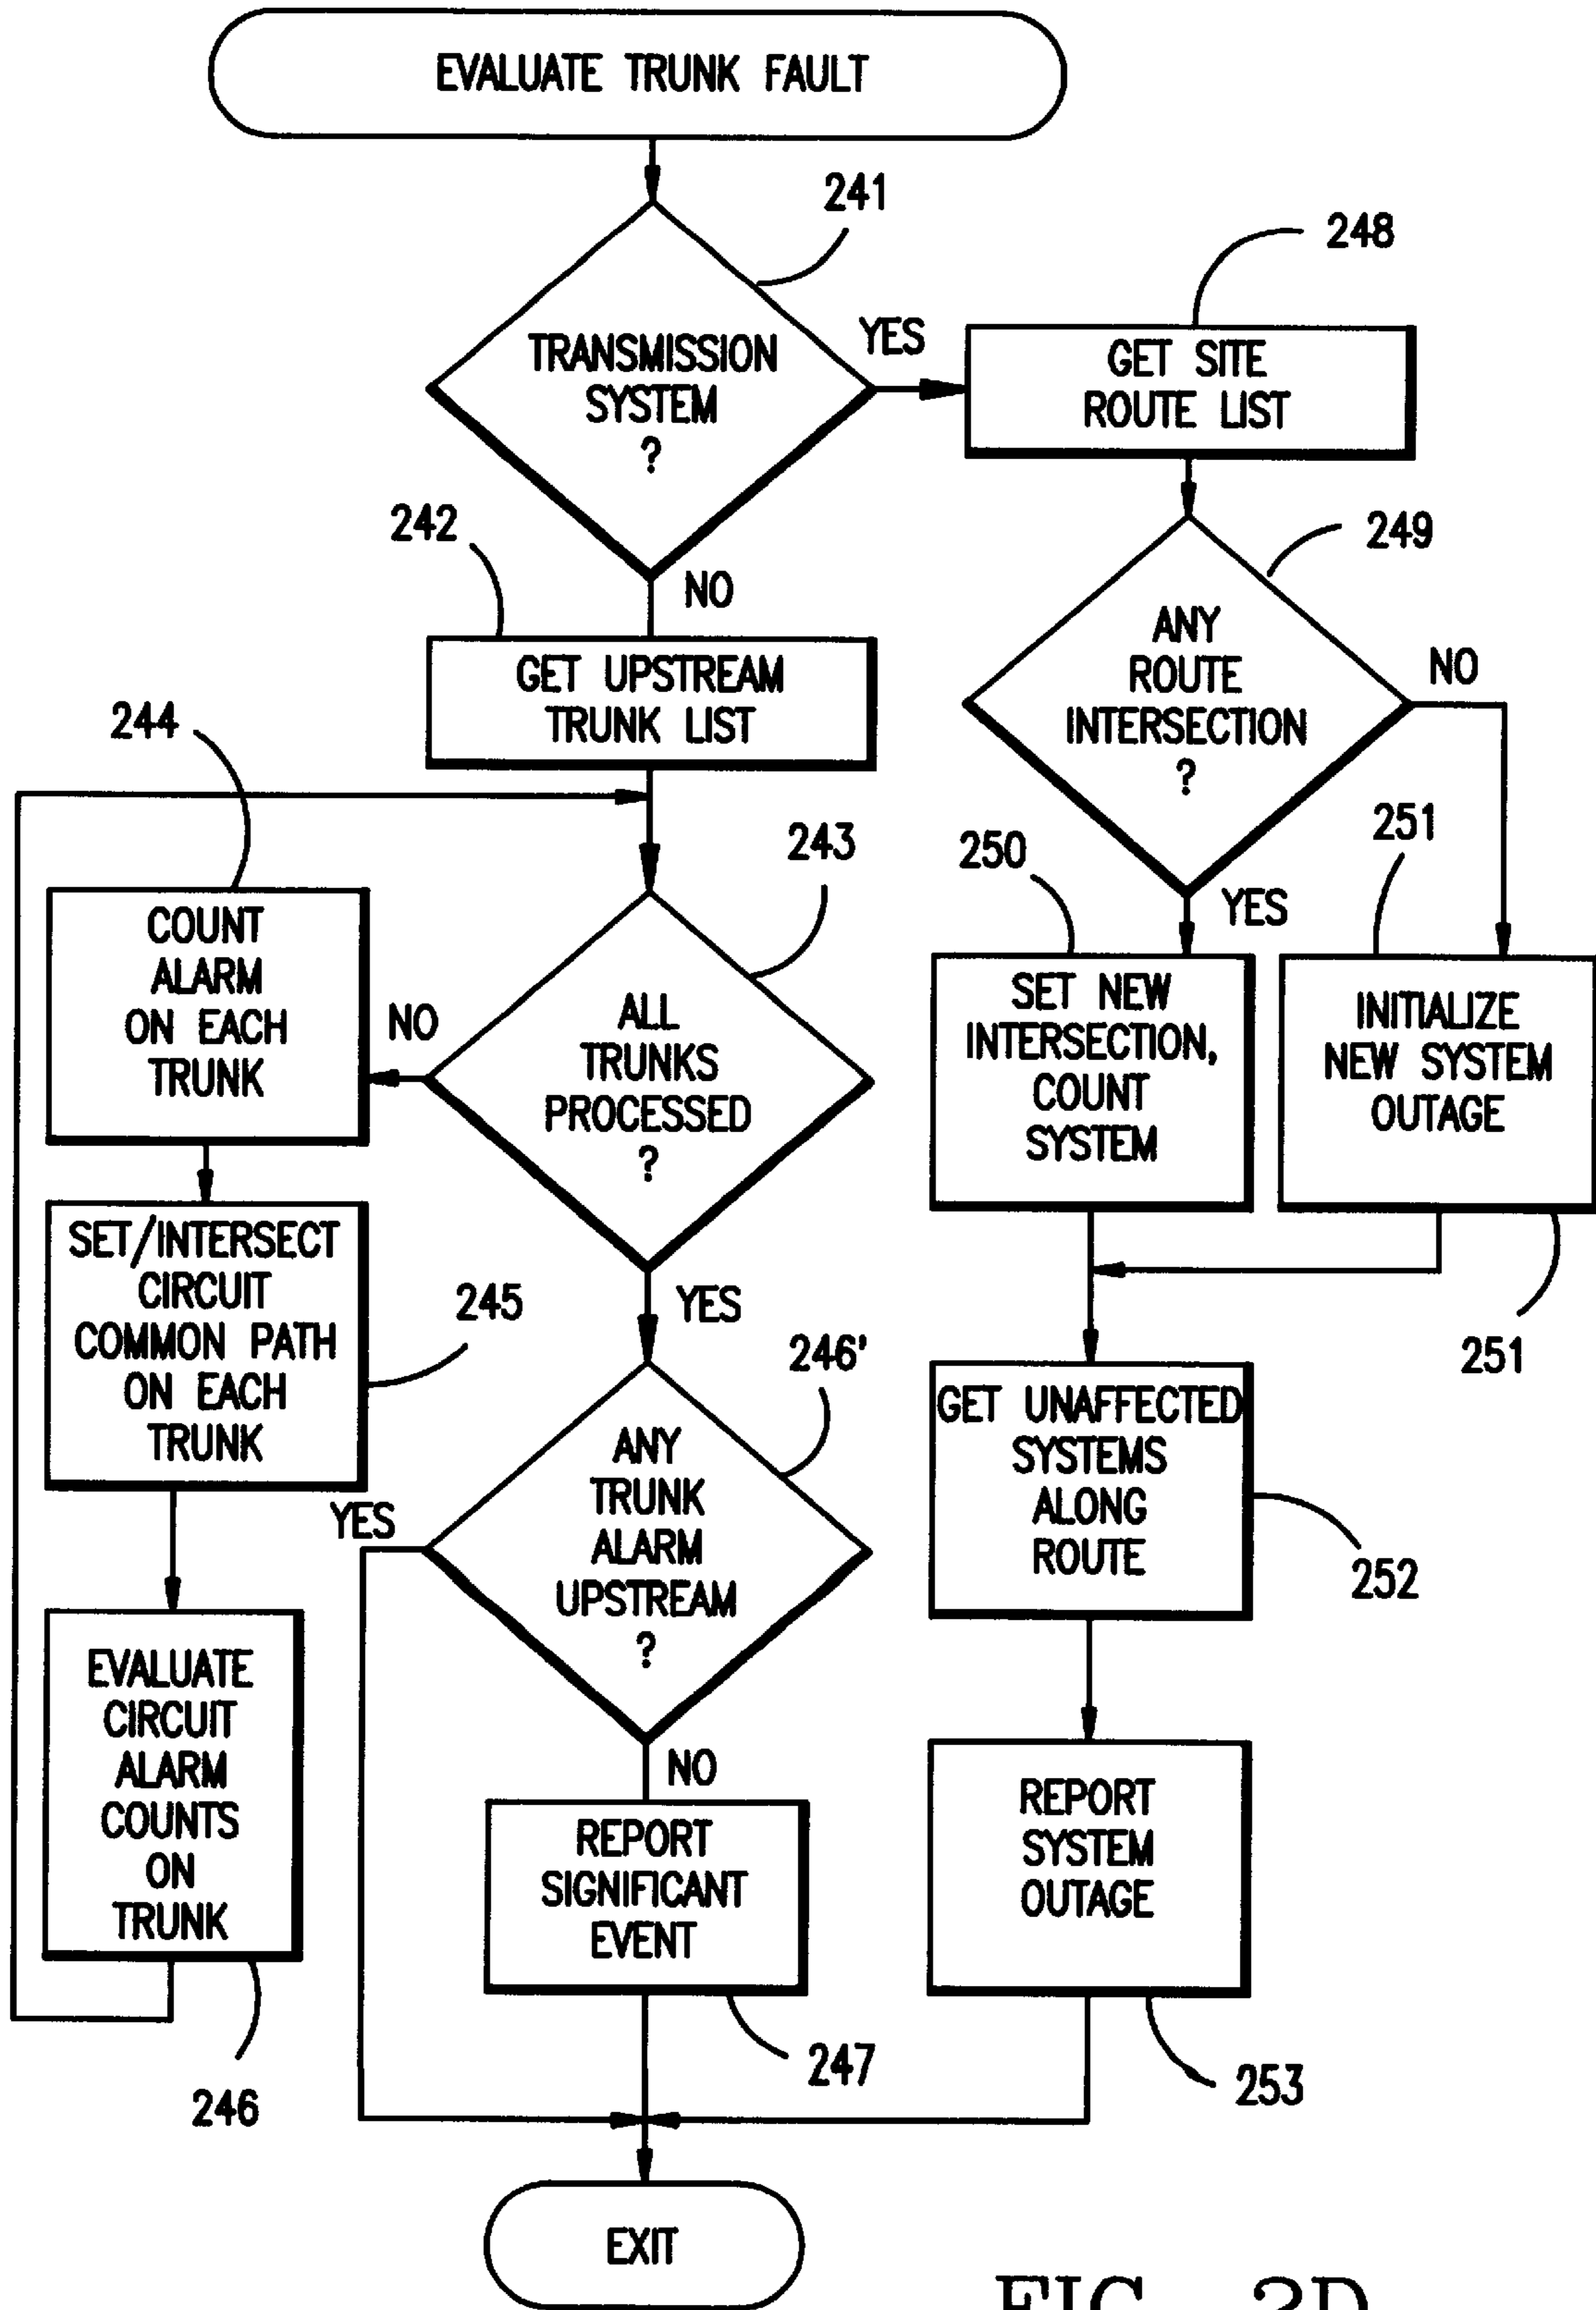 EVALUATE TRUNK FAULT
241
248
TRANSMISSION
SYSTEM
?
YES
GET SITE
ROUTE LIST
242
NO
249
ANY
ROUTE
INTERSECTION
?
NO
GET UPSTREAM
TRUNK LIST
244
243
250
YES
251
COUNT
ALARM
ON EACH
TRUNK
NO
ALL
TRUNKS
PROCESSED
?
SET NEW
INTERSECTION,
COUNT
SYSTEM
INITIALIZE
NEW SYSTEM
OUTAGE
SET/INTERSECT
CIRCUIT
COMMON PATH
ON EACH
TRUNK
245
YES
246'
251
GET UNAFFECTED
SYSTEMS
ALONG
ROUTE
252
YES
ANY
TRUNK
ALARM
UPSTREAM
?
EVALUATE
CIRCUIT
ALARM
COUNTS
ON
TRUNK
246
NO
REPORT
SIGNIFICANT
EVENT
247
REPORT
SYSTEM
OUTAGE
253
EXIT
FIG. 3D